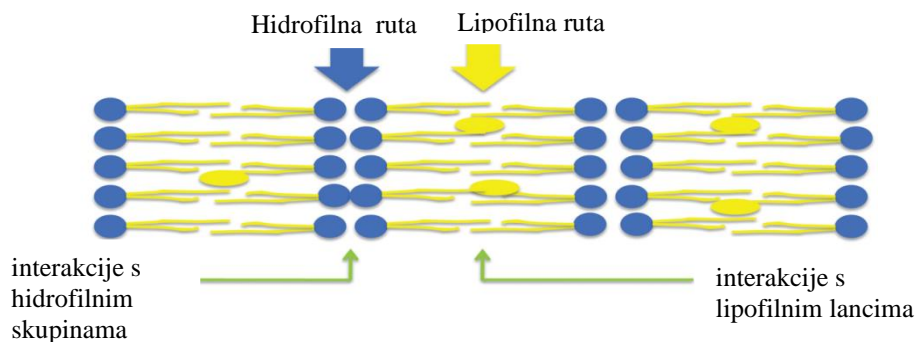 Hidrofilna ruta
Lipofilna ruta
interakcije s
hidrofilnim
skupinama
interakcije s
lipofilnim lancima